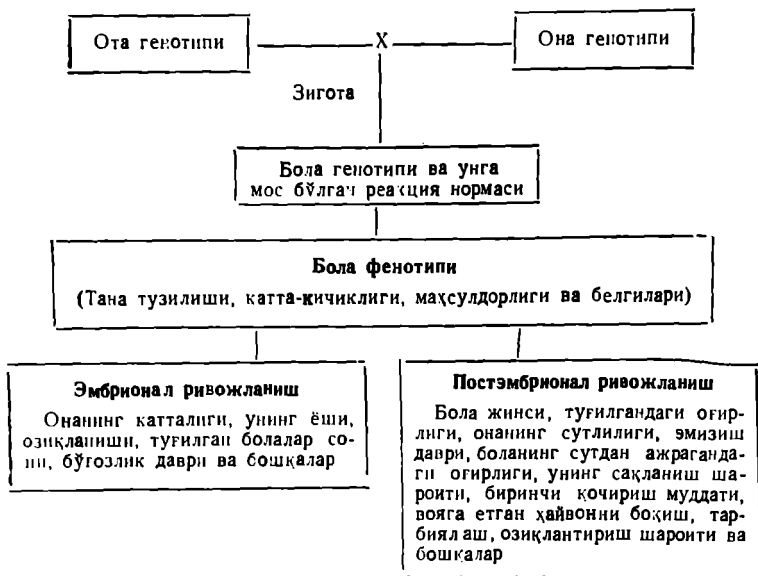 Ота генотипи
X
Она генотипи
Зигота
Бола генотипи ва унга
мос бўлган реакция нормаси
Бола фенотипи
(Тана тузилиши, катта-кичиклиги, маҳсулдорлиги ва белгилари)
Эмбрионал ривожланиш
Онанинг катталиги, унинг ёши,
озиқланиши, туғилган болалар со-
ни, бўғозлик даври ва бошқалар
Постэмбрионал ривожланиш
Бола жинси, туғилгандаги оғир-
лиги, онанинг сутлилиги, эмизиш
даври, боланинг сутдан ажраганда-
ги оғирлиги, унинг сақланиш ша-
роити, биринчи қочириш муддати,
вояга етган ҳайвонни боқиш, тар-
биялаш, озиқлантириш шароити ва
бошқалар